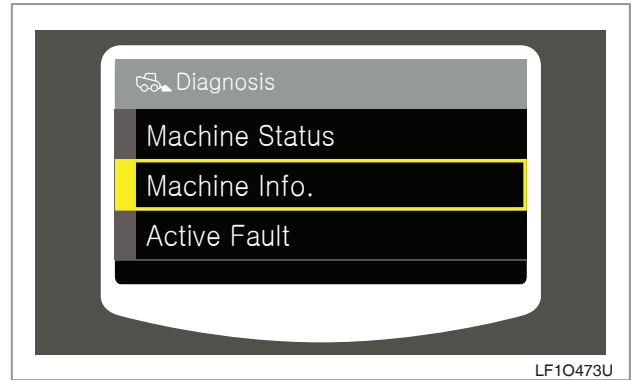 Diagnosis
Machine Status
Machine Info.
Active Fault
LF1O473U